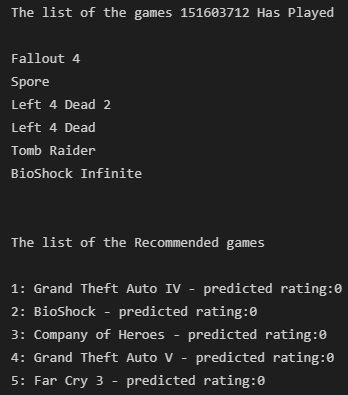 The list of the games 151603712 Has Played
Fallout 4
Spore
Left 4 Dead 2
Left 4 Dead
Tomb Raider
BioShock Infinite
The list of the Recommended games
1: Grand Theft Auto IV - predicted rating:0
2: BioShock - predicted rating:0
3: Company of Heroes - predicted rating:0
4: Grand Theft Auto V - predicted rating:0
5: Far Cry 3 - predicted rating:0